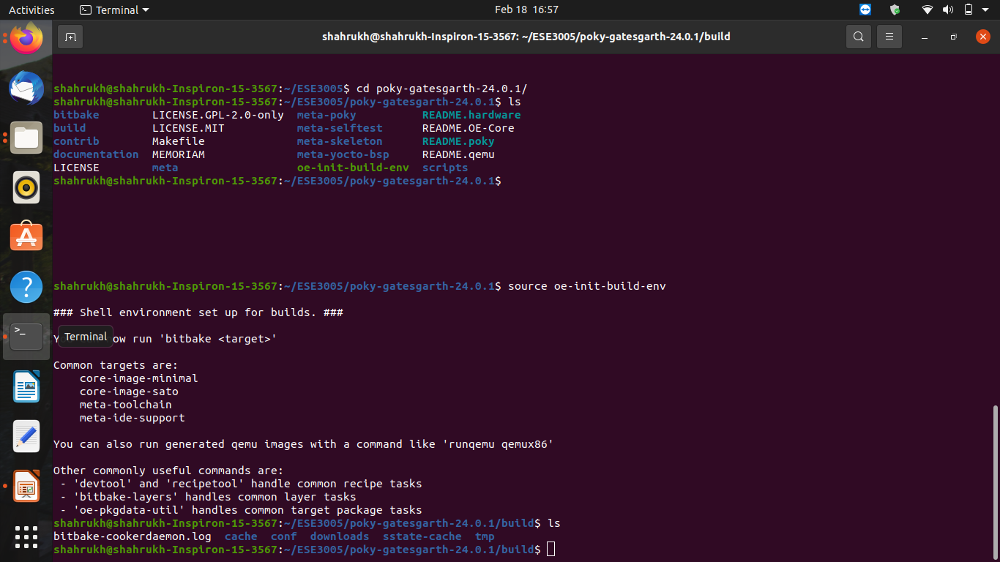 Activities Terminal Feb 18 16:57
shahrukh@shahrukh-Inspiron-15-3567: ~/ESE3005/poky-gatesgarth-24.0.1/build
shahrukh@shahrukh-Inspiron-15-3567:~/ESE3005$ cd poky-gatesgarth-24.0.1/
shahrukh@shahrukh-Inspiron-15-3567:~/ESE3005/poky-gatesgarth-24.0.1$ ls
bitbake LICENSE.GPL-2.0-only meta-poky README.hardware
build LICENSE.MIT meta-selftest README.OE-Core
contrib Makefile meta-skeleton README.poky
documentation MEMORIAM meta-yocto-bsp README.qemu
LICENSE meta oe-init-build-env scripts
shahrukh@shahrukh-Inspiron-15-3567:~/ESE3005/poky-gatesgarth-24.0.1$
shahrukh@shahrukh-Inspiron-15-3567:~/ESE3005/poky-gatesgarth-24.0.1$ source oe-init-build-env
### Shell environment set up for builds. ###
Terminal
run 'bitbake <target>'
Common targets are:
core-image-minimal
core-image-sato
meta-toolchain
meta-ide-support
You can also run generated qemu images with a command like 'runqemu qemux86'
Other commonly useful commands are:
- 'devtool' and 'recipetool' handle common recipe tasks
- 'bitbake-layers' handles common layer tasks
- 'oe-pkgdata-util' handles common target package tasks
shahrukh@shahrukh-Inspiron-15-3567:~/ESE3005/poky-gatesgarth-24.0.1/build$ ls
bitbake-cookerdaemon.log cache conf downloads sstate-cache tmp
shahrukh@shahrukh-Inspiron-15-3567:~/ESE3005/poky-gatesgarth-24.0.1/build$